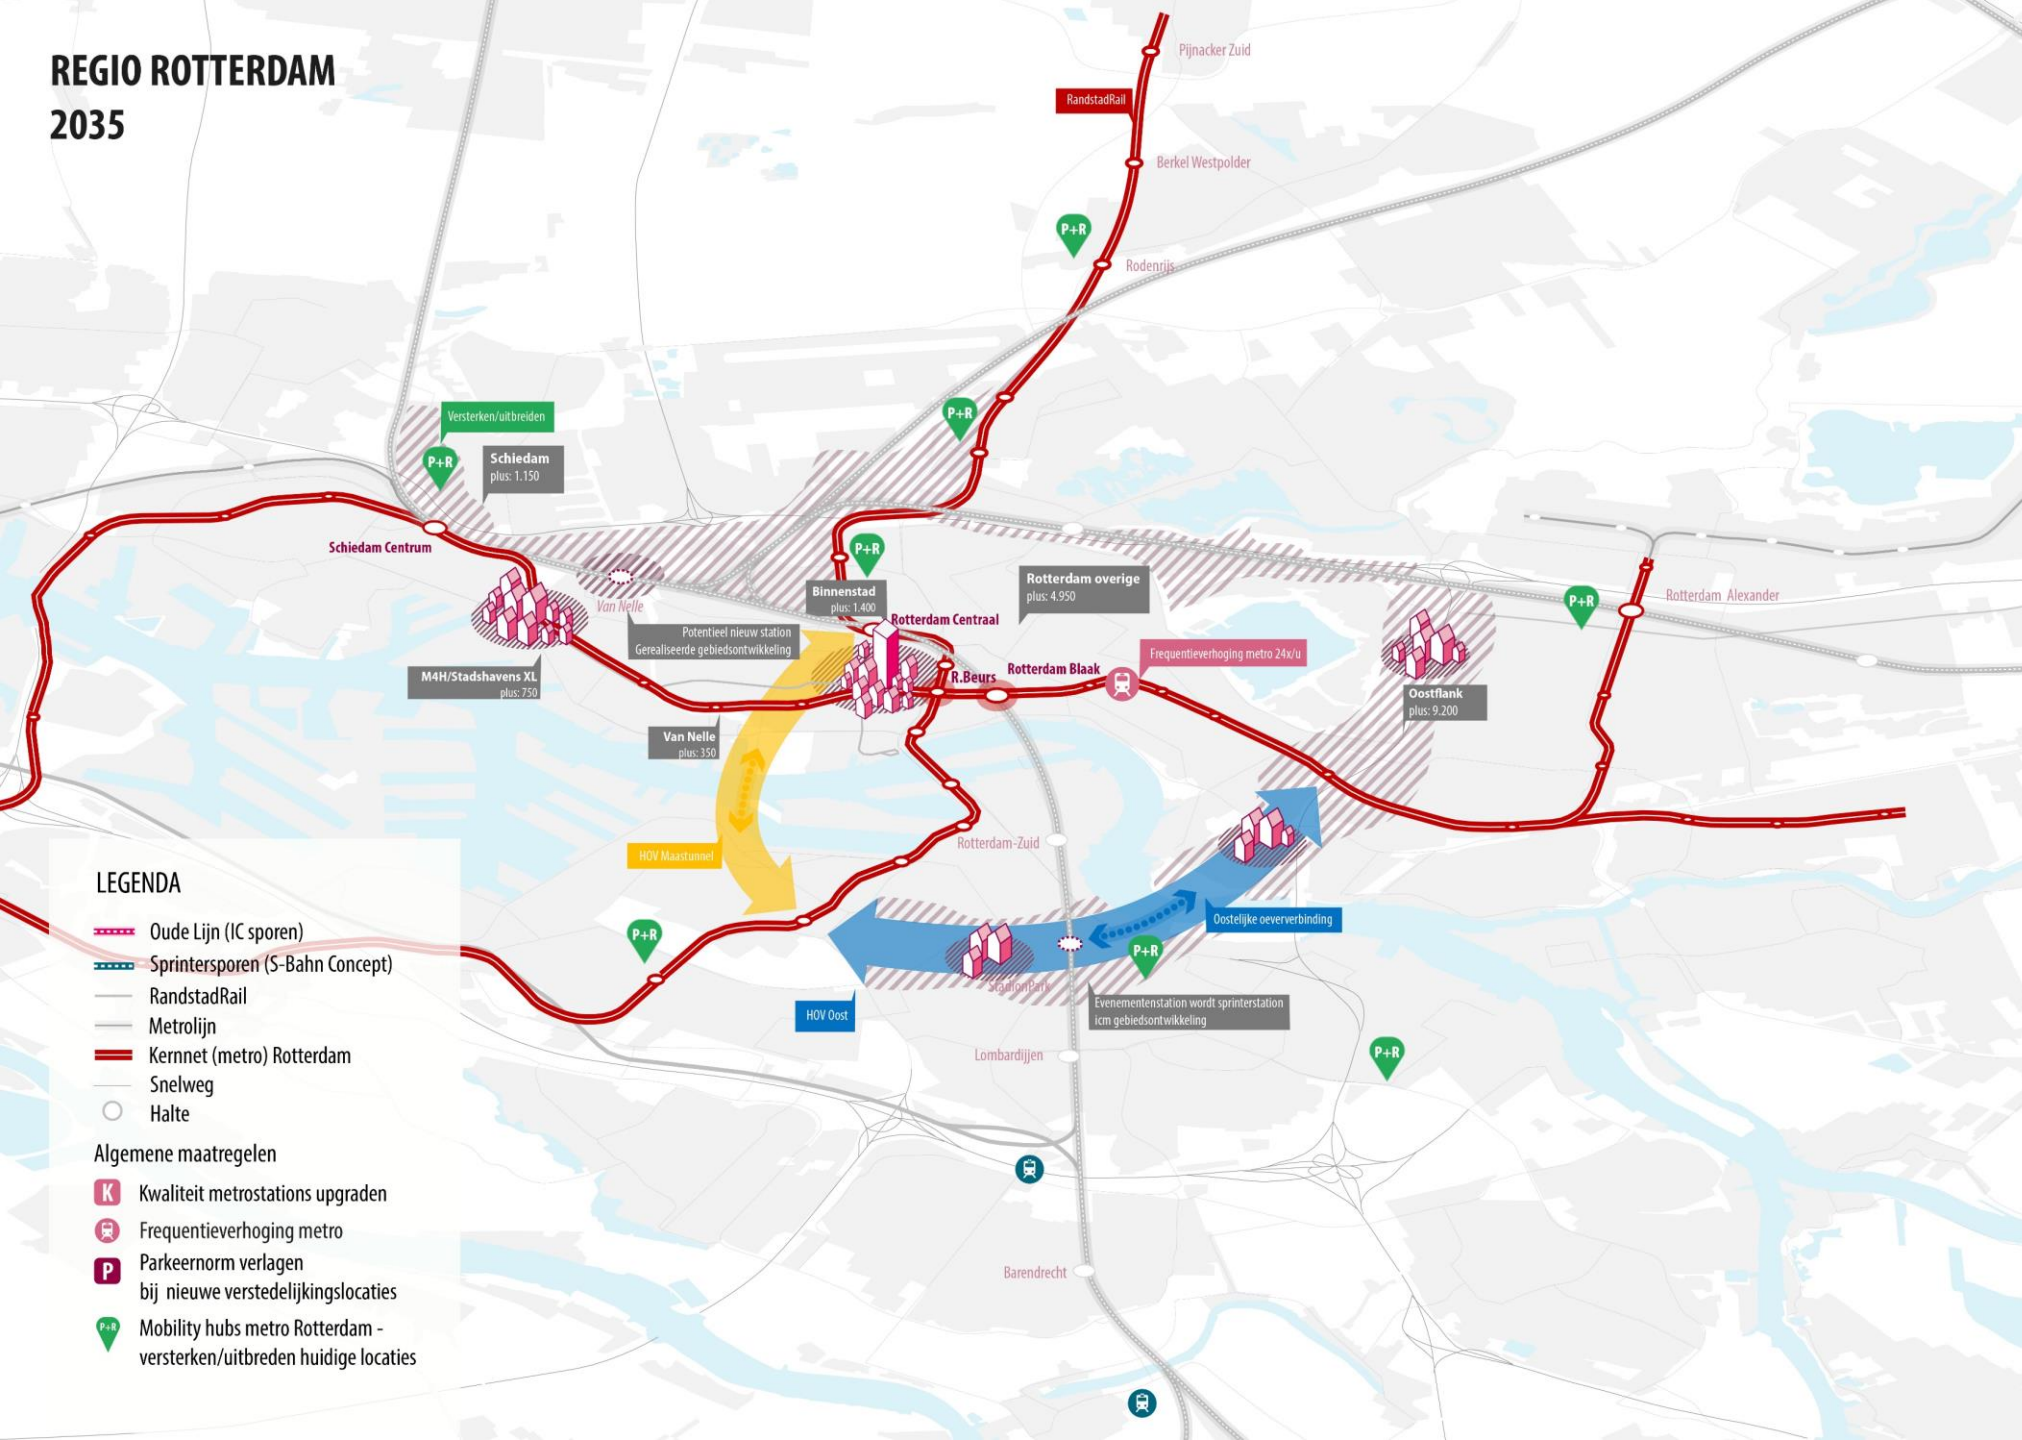 REGIO ROTTERDAM
2035
Pijnacker Zuid
RandstadRail
Berkel Westpolder
P+R
Rodenrijs
P+R
Versterken/uitbreiden
P+R
Schiedam
plus: 1.150
Schiedam Centrum
P+R
Van Nelle
Binnenstad
plus: 1.400
Rotterdam overige
plus: 4.950
P+R
Rotterdam Alexander
Rotterdam Centraal
Potentieel nieuw station
Gerealiseerde gebiedsontwikkeling
Frequentieverhoging metro 24x/u
M4H/Stadshavens XL
plus: 750
R.Beurs
Rotterdam Blaak
Oostflank
plus: 9.200
Van Nelle
plus: 350
HOV Maastunnel
Rotterdam-Zuid
Oostelijke oeververbinding
P+R
P+R
StadionPark
HOV Oost
Evenemententenstation wordt sprinterstation
icm gebiedsontwikkeling
Lombardijjen
P+R
Barendrecht
LEGENDA
Oude Lijn (IC sporen)
Sprintersporen (S-Bahn Concept)
RandstadRail
Metrolijn
Kernnet (metro) Rotterdam
Snelweg
Halte
Algemene maatregelen
K Kwaliteit metrostations upgraden
Frequentieverhoging metro
P Parkeernorm verlagen
bij nieuwe verstedelijkingslocaties
P+R Mobility hubs metro Rotterdam -
versterken/uitbreden huidige locaties